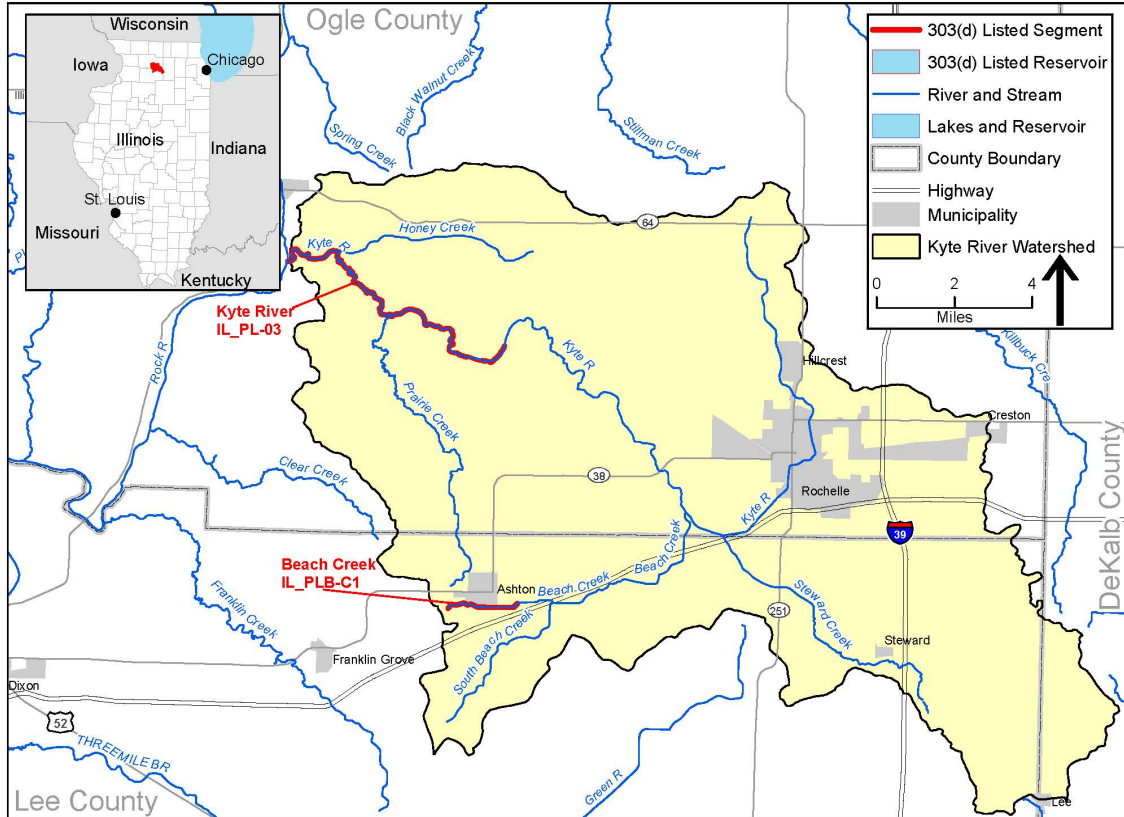 Wisconsin
Iowa
Chicago
Illinois
Indiana
St. Louis
Missouri
Kentucky
Ogle County
Black Walnut Creek
Spring Creek
Stillman Creek
303(d) Listed Segment
303(d) Listed Reservoir
River and Stream
Lakes and Reservoir
County Boundary
Highway
Municipality
Kyte River Watershed
0 2 4
Miles
64
Kyte R
Honey Creek
Kyte River
IL_PL-03
Rock R
Kyte R
Hillcrest
Killbuck Cre
Prairie Creek
Creston
Clear Creek
38
Rochelle
Kyte R
39
DeKalb County
Beach Creek
IL_PLB-C1
Ashton
Beach Creek
Beach Creek
Steward Creek
Franklin Creek
251
South Beach Creek
Steward
Franklin Grove
Dixon
52
THREEMILE BR
Green R
Lee County
Lee